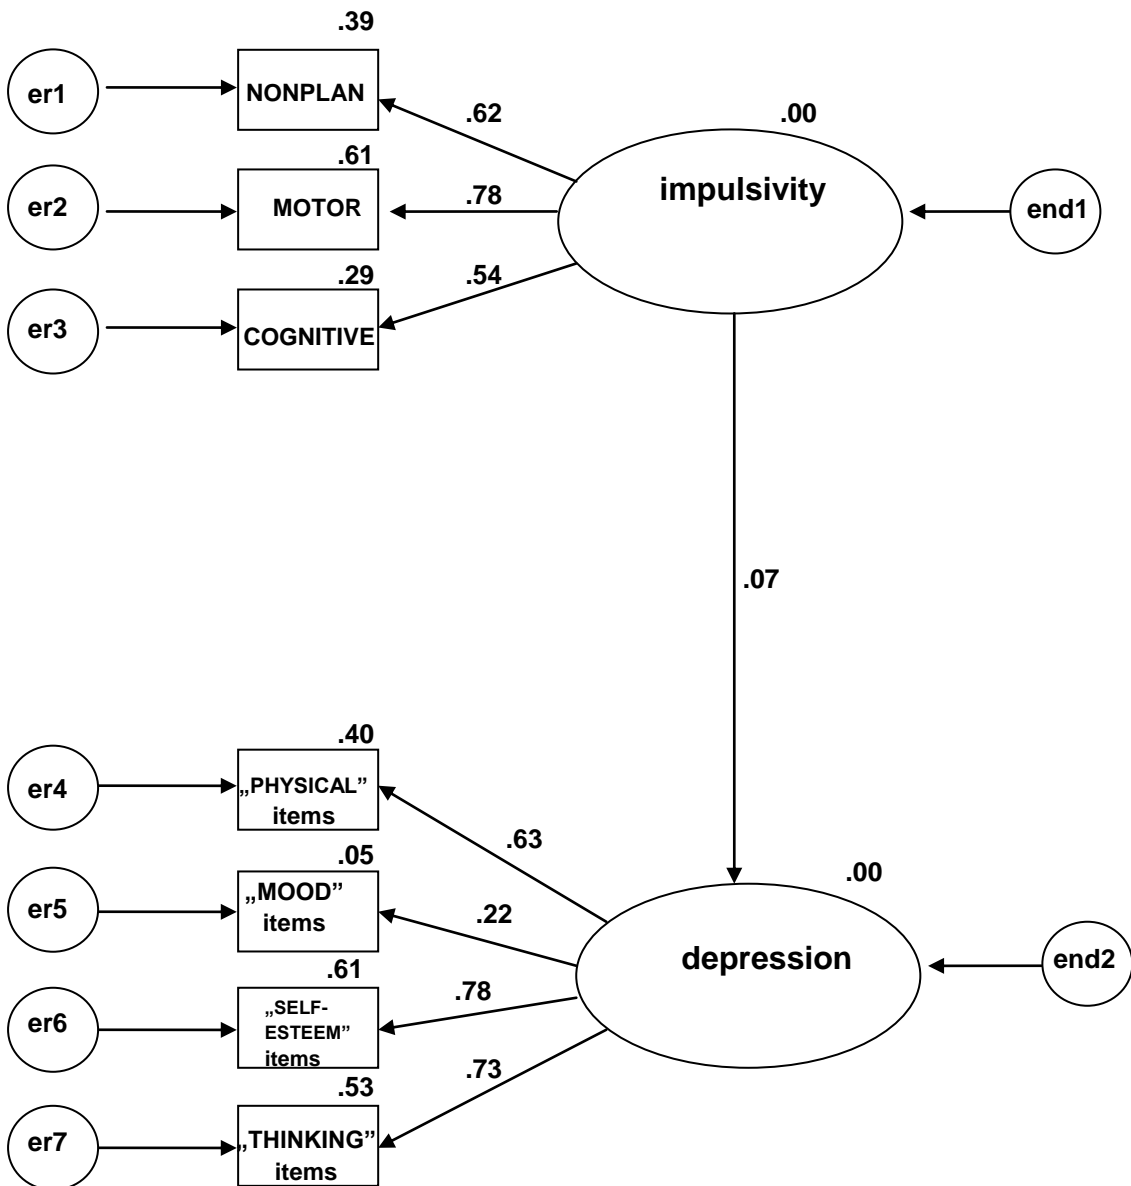 .39
er1
NONPLAN
.62
.00
.61
er2
MOTOR
.78
impulsivity
end1
.29
er3
COGNITIVE
.54
.07
.40
er4
„PHYSICAL”
items
.63
.05
er5
„MOOD”
items
.22
.00
.61
er6
„SELF-
ESTEEM”
items
.78
depression
end2
.53
er7
„THINKING”
items
.73